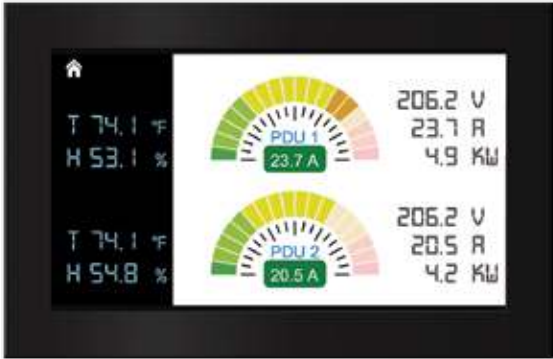 T 74.1 °F
H 53.1 %
T 74.1 °F
H 54.8 %
PDU 1
23.7 A
206.2 V
23.7 A
4.9 KW
PDU 2
20.5 A
206.2 V
20.5 A
4.2 KW